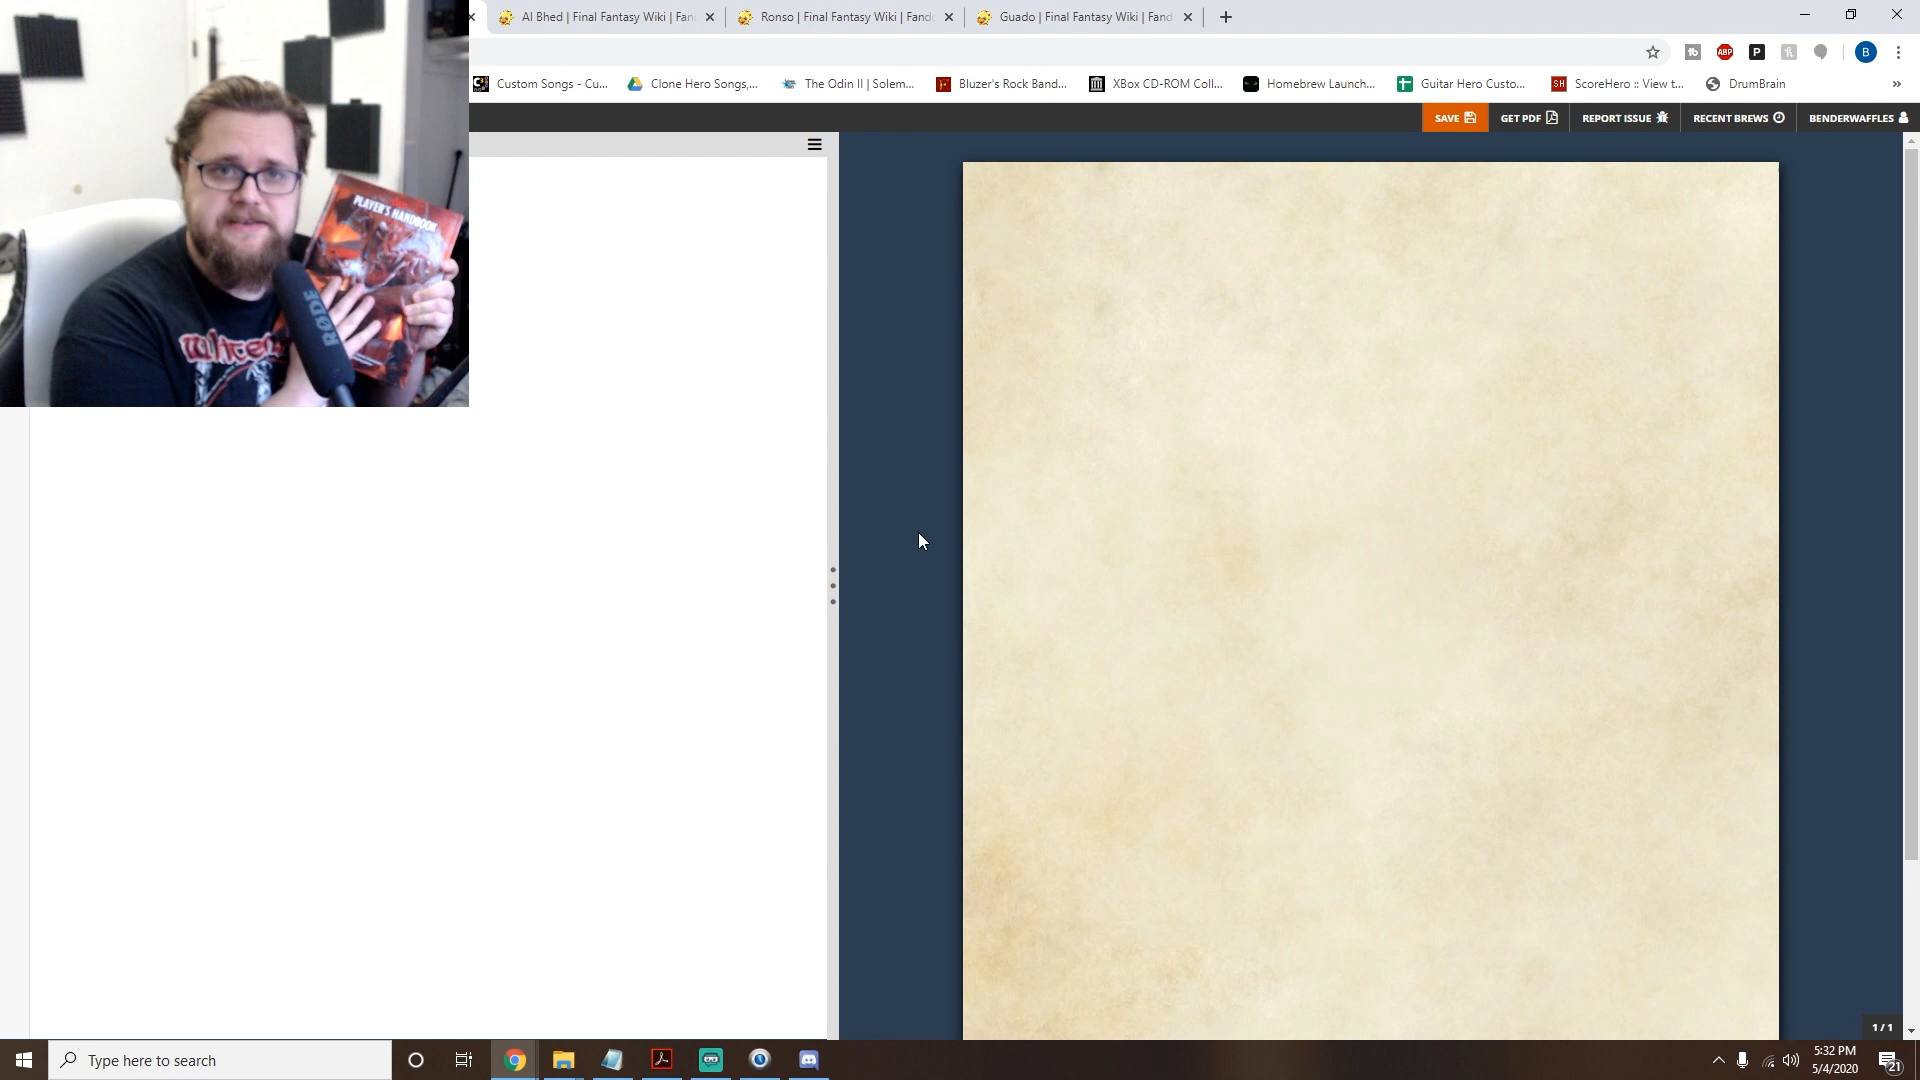 Al Bhed | Final Fantasy Wiki | Fan
Ronso | Final Fantasy Wiki | Fand
Guado | Final Fantasy Wiki | Fand
ABP
P
B
Custom Songs - Cu...
Clone Hero Songs,...
The Odin II | Solem...
Bluzer's Rock Band...
XBox CD-ROM Coll...
Homebrew Launch...
Guitar Hero Custo...
SH
ScoreHero :: View t...
DrumBrain
»
SAVE
GET PDF
REPORT ISSUE
RECENT BREWS
BENDERWAFFLES
PLAYER'S HANDBOOK
RØDE
1 / 1
Type here to search
5:32 PM
5/4/2020
21